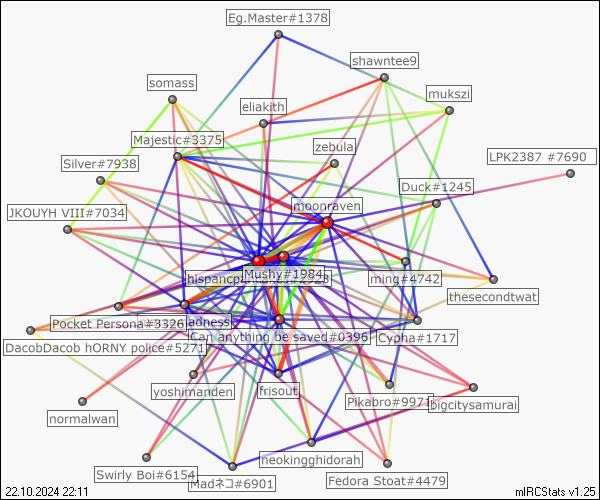 Eg.Master#1378
shawntee9
somass
mukszi
eliakith
Majestic#3375
zebula
LPK2387 #7690
Silver#7938
Duck#1245
moonraven
JKOUYH VIII#7034
Mushy#1984
ming#4742
thesecondtwat
Pocket Persona#3326
adness
Can anything be saved#0396
Cypha#1717
DacobDacob hORNY police#5271
yoshimanden
frisout
Pikabro#9971
bigcitysamurai
normalwan
neokingghidorah
Swirly Boi#6154
Madネコ#6901
Fedora Stoat#4479
22.10.2024 22:11
mIRCStats v1.25